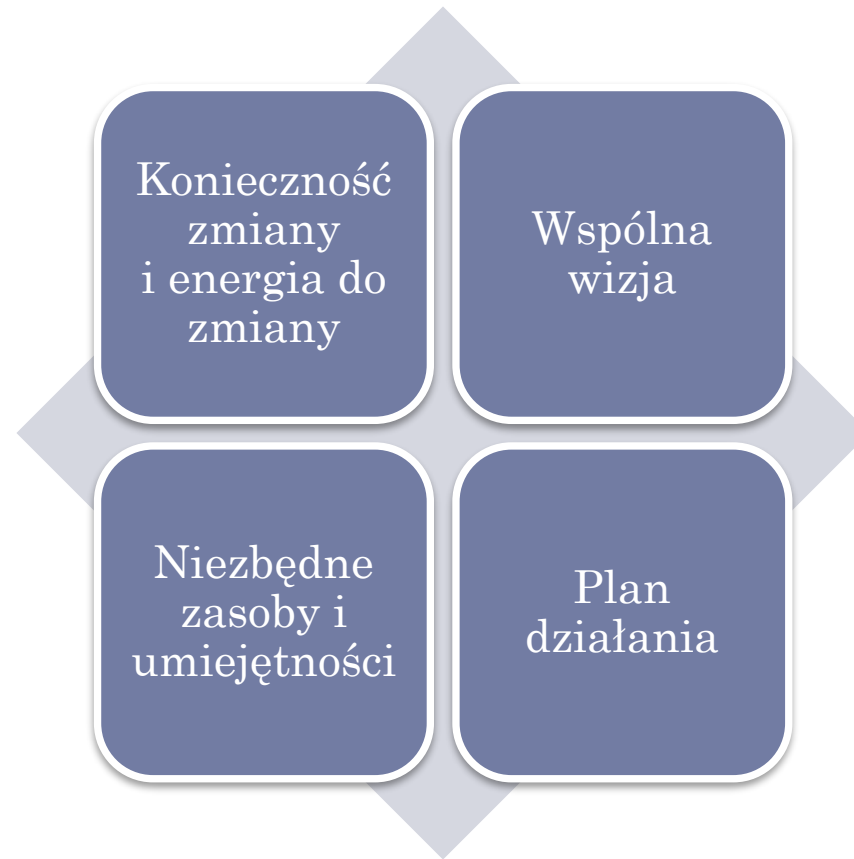 Konieczność
zmiany
i energia do
zmiany
Wspólna
wizja
Niezbędne
zasoby i
umiejętności
Plan
działania